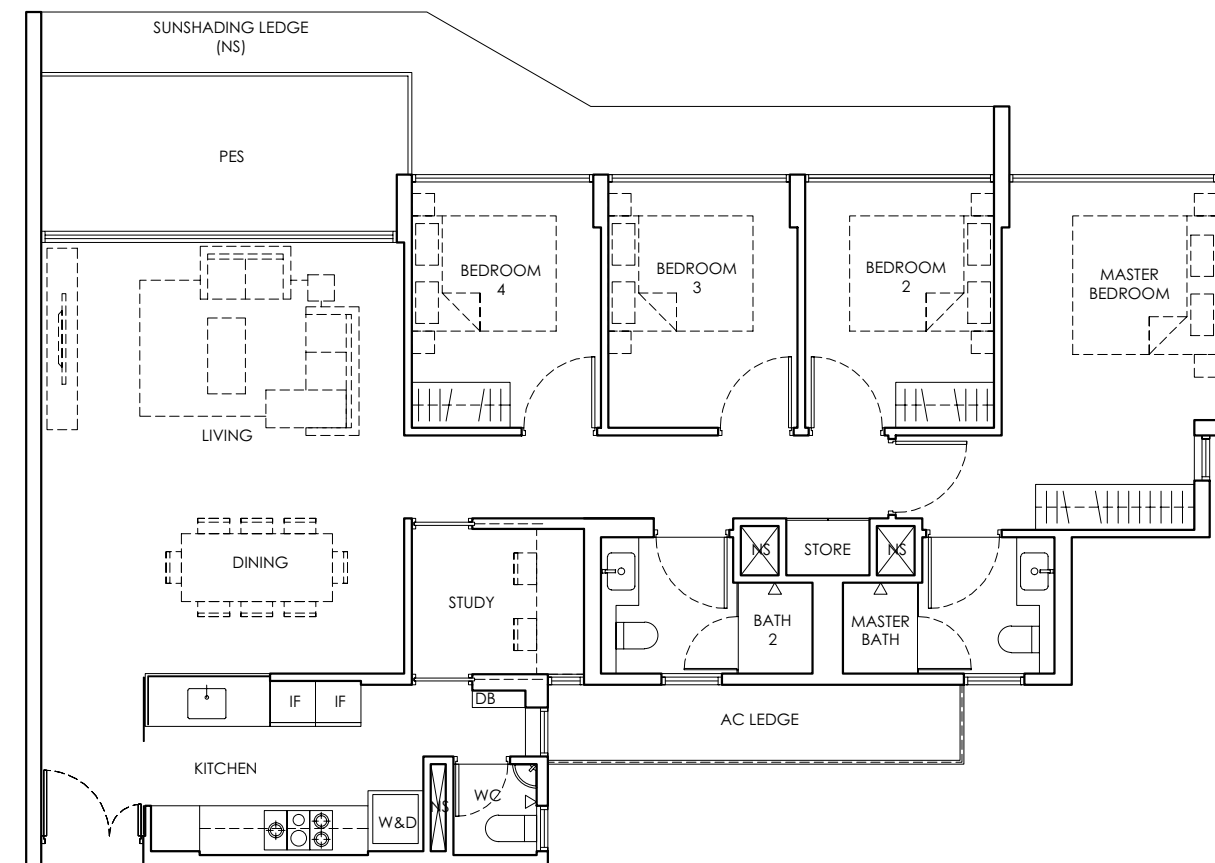 SUNSHADING LEDGE
(NS)
PES
BEDROOM
4
BEDROOM
3
BEDROOM
2
MASTER
BEDROOM
LIVING
DINING
STUDY
NS
STORE
NS
BATH
2
MASTER
BATH
IF
IF
DB
AC LEDGE
KITCHEN
W&D
NS
WC